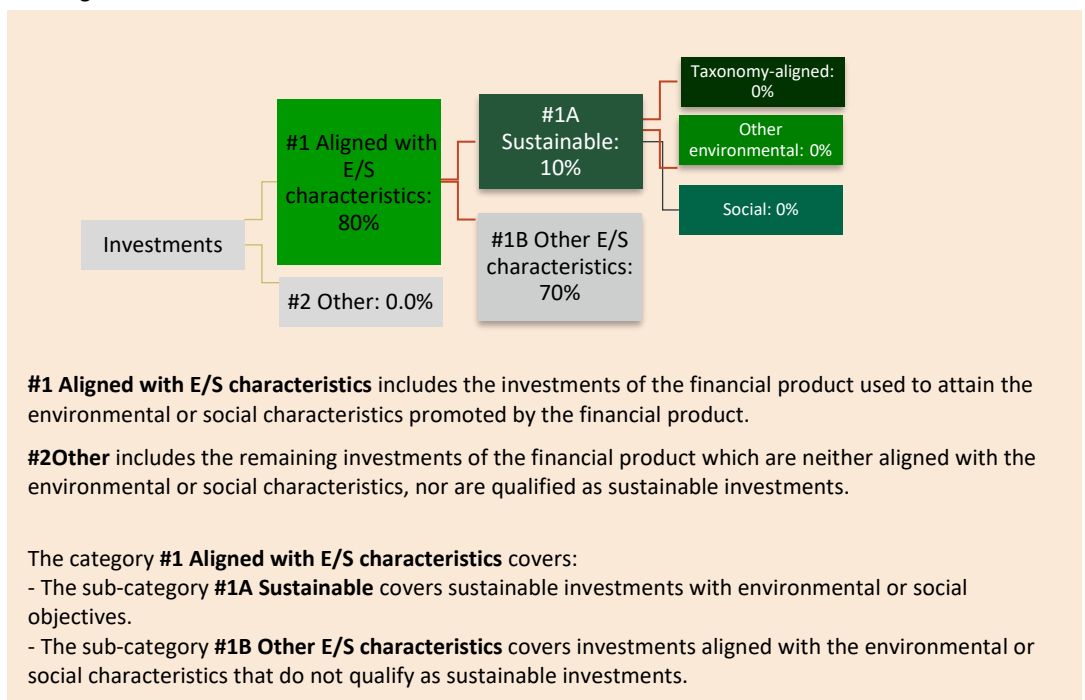 Taxonomy-aligned:
0%
#1A
Sustainable:
10%
Other
environmental: 0%
#1 Aligned with
E/S
characteristics:
80%
Social: 0%
Investments
#1B Other E/S
characteristics:
70%
#2 Other: 0.0%
#1 Aligned with E/S characteristics includes the investments of the financial product used to attain the
environmental or social characteristics promoted by the financial product.
#2Other includes the remaining investments of the financial product which are neither aligned with the
environmental or social characteristics, nor are qualified as sustainable investments.
The category #1 Aligned with E/S characteristics covers:
- The sub-category #1A Sustainable covers sustainable investments with environmental or social
objectives.
- The sub-category #1B Other E/S characteristics covers investments aligned with the environmental or
social characteristics that do not qualify as sustainable investments.